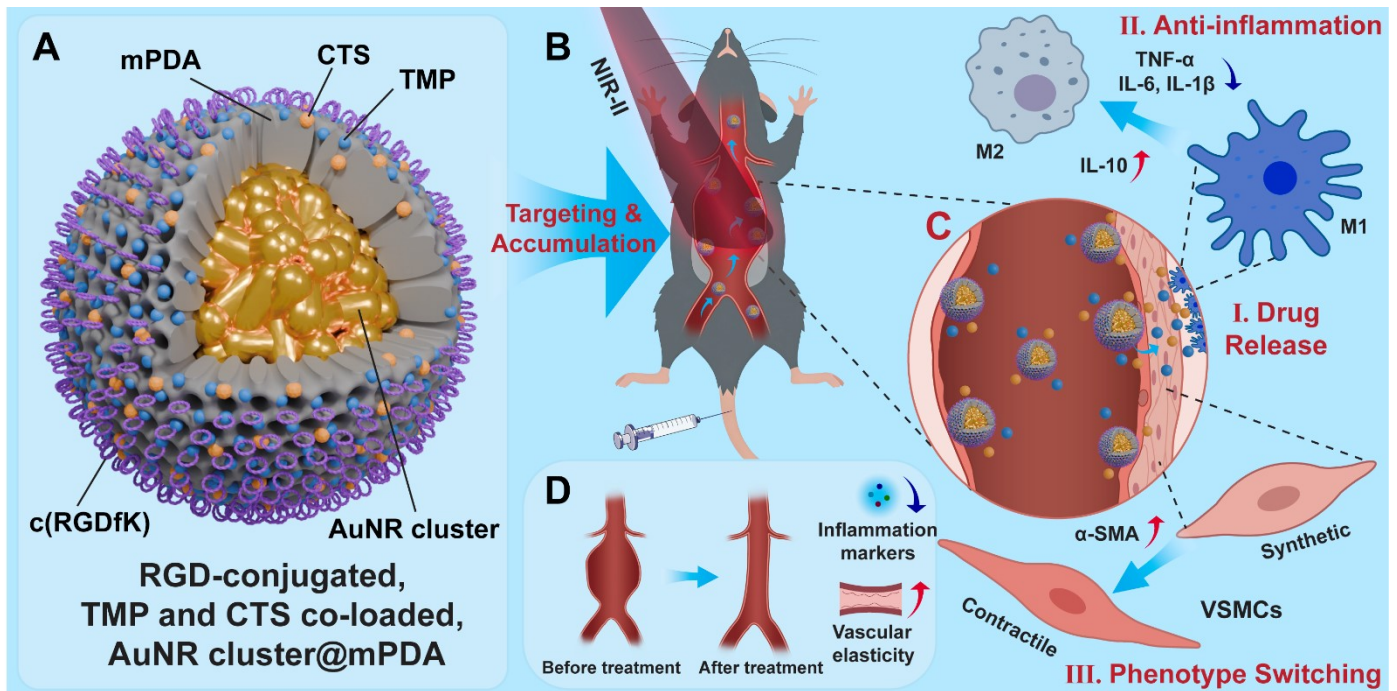 A
mPDA
CTS
TMP
c(RGDfK)
AuNR cluster
RGD-conjugated,
TMP and CTS co-loaded,
AuNR cluster@mPDA
Targeting &
Accumulation
B
NIR-II
II. Anti-inflammation
TNF-α
IL-6, IL-1β
M2
IL-10
M1
C
I. Drug
Release
D
Before treatment
After treatment
Inflammation
markers
Vascular
elasticity
α-SMA
Synthetic
Contractile
VSMCs
III. Phenotype Switching